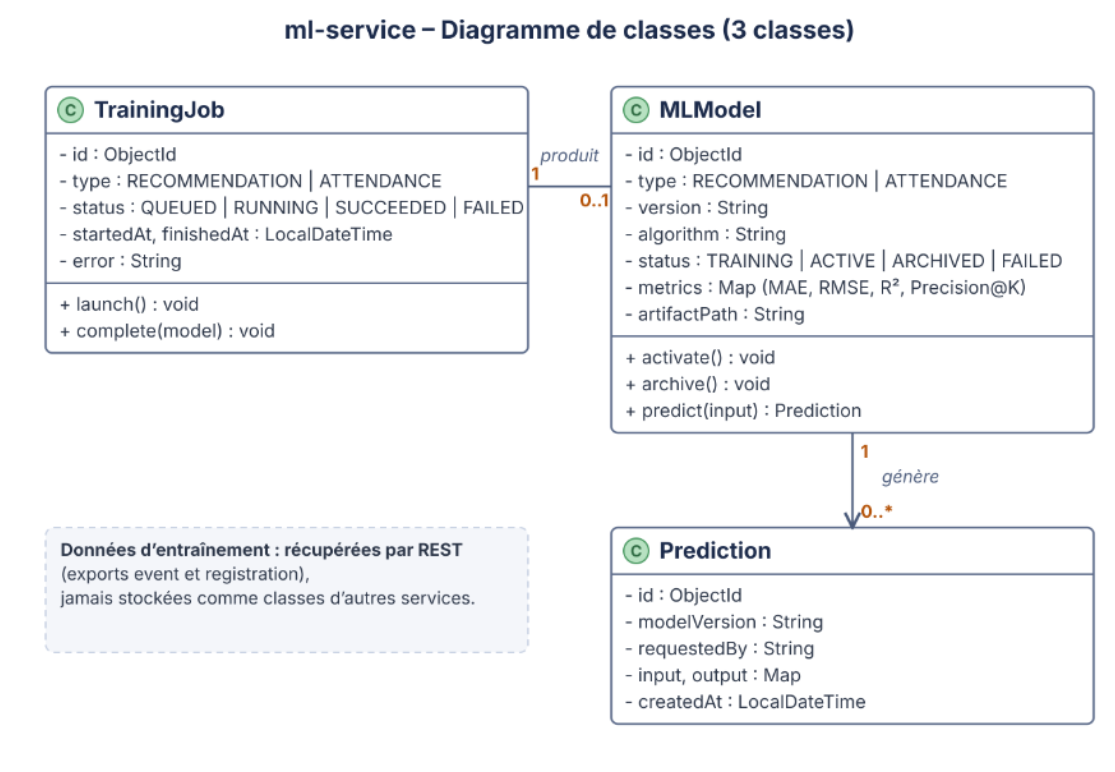 ml-service – Diagramme de classes (3 classes)
C TrainingJob
- id : ObjectId
- type : RECOMMENDATION | ATTENDANCE
- status : QUEUED | RUNNING | SUCCEEDED | FAILED
- startedAt, finishedAt : LocalDateTime
- error : String
+ launch() : void
+ complete(model) : void
produit
1
0..1
C MLModel
- id : ObjectId
- type : RECOMMENDATION | ATTENDANCE
- version : String
- algorithm : String
- status : TRAINING | ACTIVE | ARCHIVED | FAILED
- metrics : Map (MAE, RMSE, R², Precision@K)
- artifactPath : String
+ activate() : void
+ archive() : void
+ predict(input) : Prediction
1
génère
0..*
Données d’entraînement : récupérées par REST
(exports event et registration),
jamais stockées comme classes d’autres services.
C Prediction
- id : ObjectId
- modelVersion : String
- requestedBy : String
- input, output : Map
- createdAt : LocalDateTime